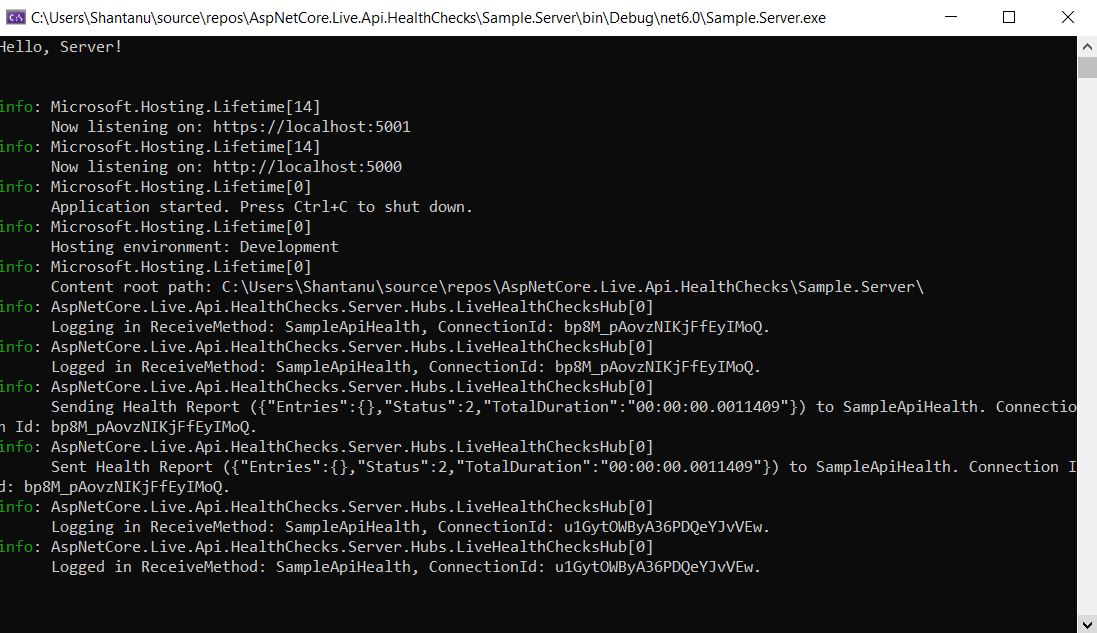 C:\Users\Shantanu\source\repos\AspNetCore.Live.Api.HealthChecks\Sample.Server\bin\Debug\net6.0\Sample.Server.exe
Hello, Server!
info: Microsoft.Hosting.Lifetime[14]
Now listening on: https://localhost:5001
info: Microsoft.Hosting.Lifetime[14]
Now listening on: http://localhost:5000
info: Microsoft.Hosting.Lifetime[0]
Application started. Press Ctrl+C to shut down.
info: Microsoft.Hosting.Lifetime[0]
Hosting environment: Development
info: Microsoft.Hosting.Lifetime[0]
Content root path: C:\Users\Shantanu\source\repos\AspNetCore.Live.Api.HealthChecks\Sample.Server\
info: AspNetCore.Live.Api.HealthChecks.Server.Hubs.LiveHealthChecksHub[0]
Logging in ReceiveMethod: SampleApiHealth, ConnectionId: bp8M_pAovzNIKjFfEyIMoQ.
info: AspNetCore.Live.Api.HealthChecks.Server.Hubs.LiveHealthChecksHub[0]
Logged in ReceiveMethod: SampleApiHealth, ConnectionId: bp8M_pAovzNIKjFfEyIMoQ.
info: AspNetCore.Live.Api.HealthChecks.Server.Hubs.LiveHealthChecksHub[0]
Sending Health Report ({"Entries":{},"Status":2,"TotalDuration":"00:00:00.0011409"}) to SampleApiHealth. Connectio
n Id: bp8M_pAovzNIKjFfEyIMoQ.
info: AspNetCore.Live.Api.HealthChecks.Server.Hubs.LiveHealthChecksHub[0]
Sent Health Report ({"Entries":{},"Status":2,"TotalDuration":"00:00:00.0011409"}) to SampleApiHealth. Connection I
d: bp8M_pAovzNIKjFfEyIMoQ.
info: AspNetCore.Live.Api.HealthChecks.Server.Hubs.LiveHealthChecksHub[0]
Logging in ReceiveMethod: SampleApiHealth, ConnectionId: u1GytOWByA36PDQeYJvVEw.
info: AspNetCore.Live.Api.HealthChecks.Server.Hubs.LiveHealthChecksHub[0]
Logged in ReceiveMethod: SampleApiHealth, ConnectionId: u1GytOWByA36PDQeYJvVEw.